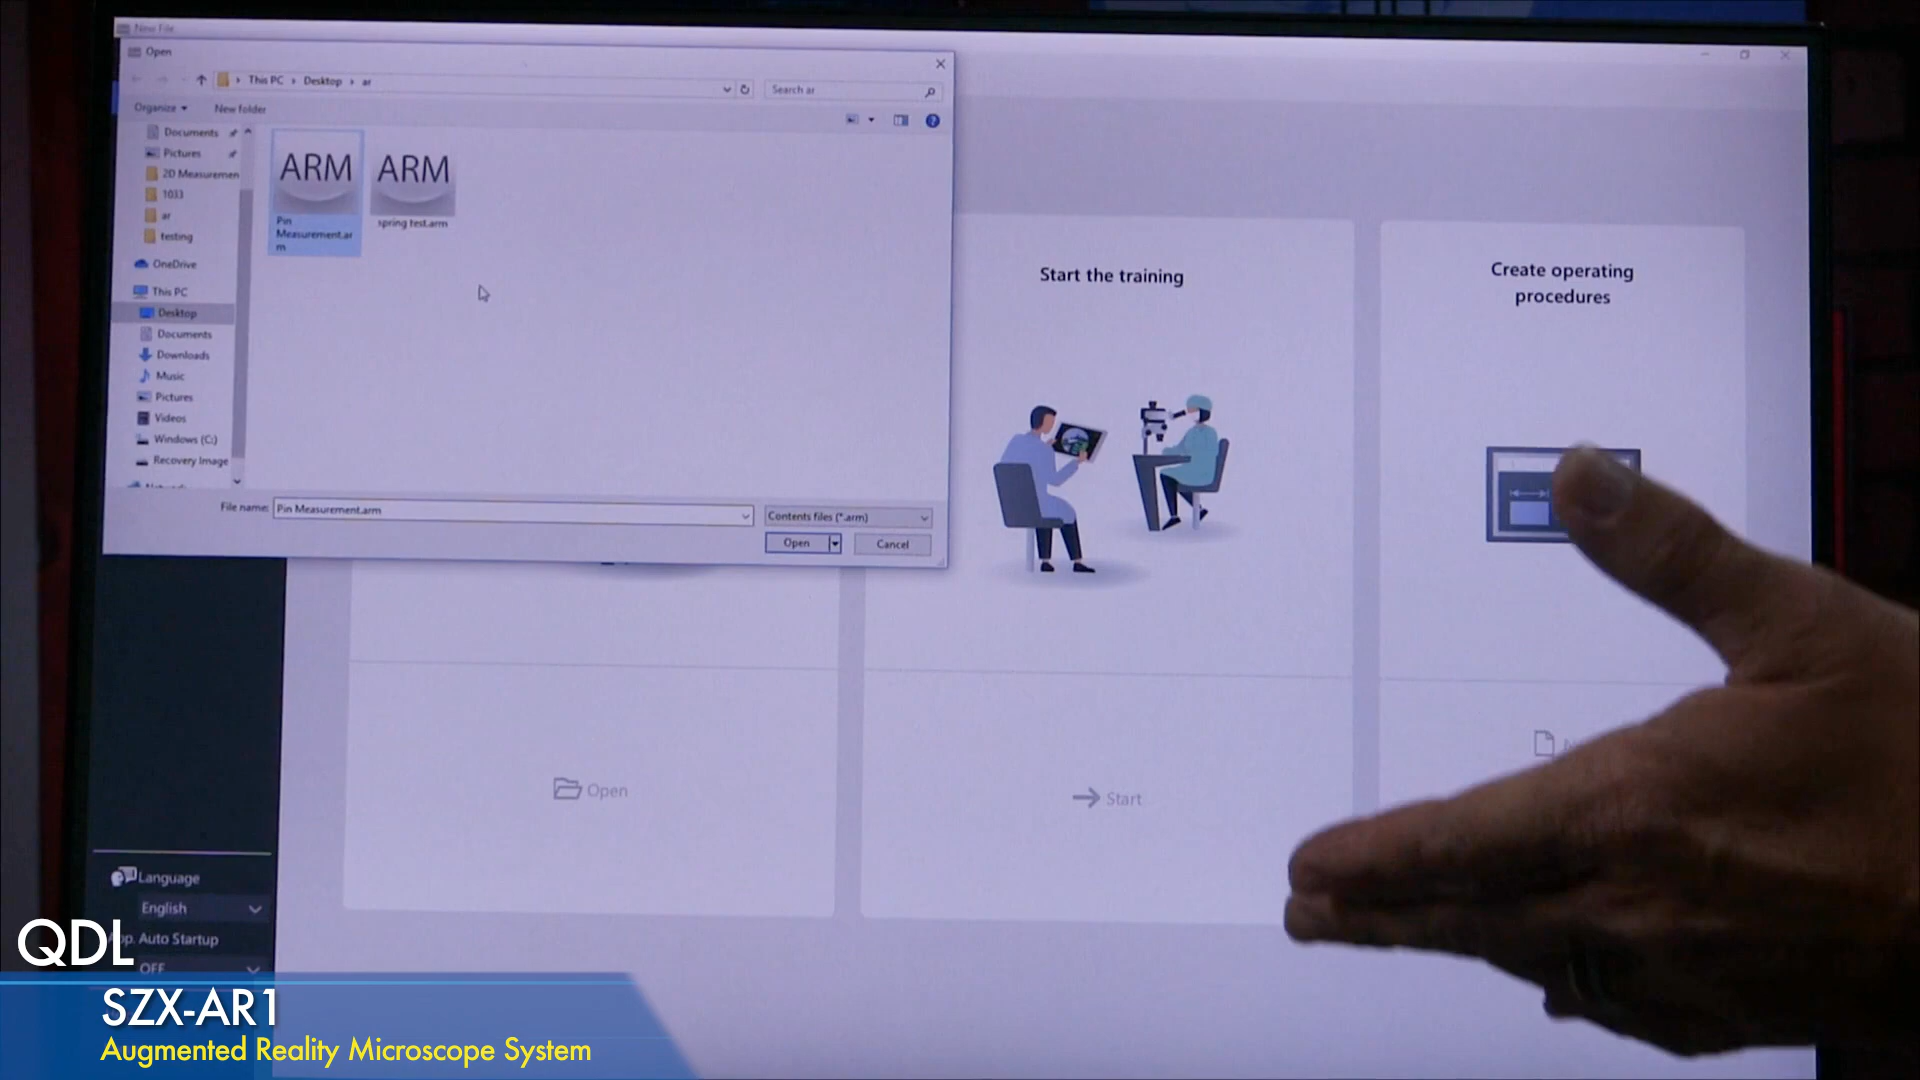 New File
Open
This PC › Desktop › ar
Search ar
Organize
New folder
Documents
Pictures
2D Measuremen
1033
ar
testing
OneDrive
This PC
Desktop
Documents
Downloads
Music
Pictures
Videos
Windows (C:)
Recovery Image
ARM
Pin
Measurement.ar
m
ARM
spring test.arm
File name:
Pin Measurement.arm
Contents files (*.arm)
Open
Cancel
Start the training
Create operating
procedures
Open
Start
Language
English
App. Auto Startup
OFF
QDL
SZX-AR1
Augmented Reality Microscope System